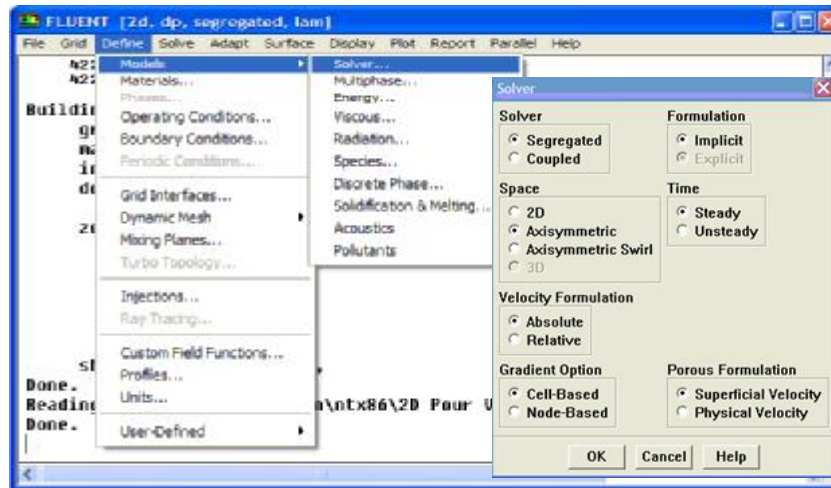 FLUENT [2d, dp, segregated, lam]
File Grid Define Solve Adapt Surface Display Plot Report Parallel Help
Models
Materials...
Phases...
Operating Conditions...
Boundary Conditions...
Periodic Conditions...
Grid Interfaces...
Dynamic Mesh
Mixing Planes...
Turbo Topology...
Injections...
Ray Tracing...
Custom Field Functions...
Profiles...
Units...
User-Defined
Solver...
Multiphase...
Energy...
Viscous...
Radiation...
Species...
Discrete Phase...
Solidification & Melting...
Acoustics
Pollutants
Buildin
Done.
Reading
n\ntx86\2D Pour V
Done.
Solver
Solver
Segregated
Coupled
Formulation
Implicit
Explicit
Space
2D
Axisymmetric
Axisymmetric Swirl
3D
Time
Steady
Unsteady
Velocity Formulation
Absolute
Relative
Gradient Option
Cell-Based
Node-Based
Porous Formulation
Superficial Velocity
Physical Velocity
OK Cancel Help